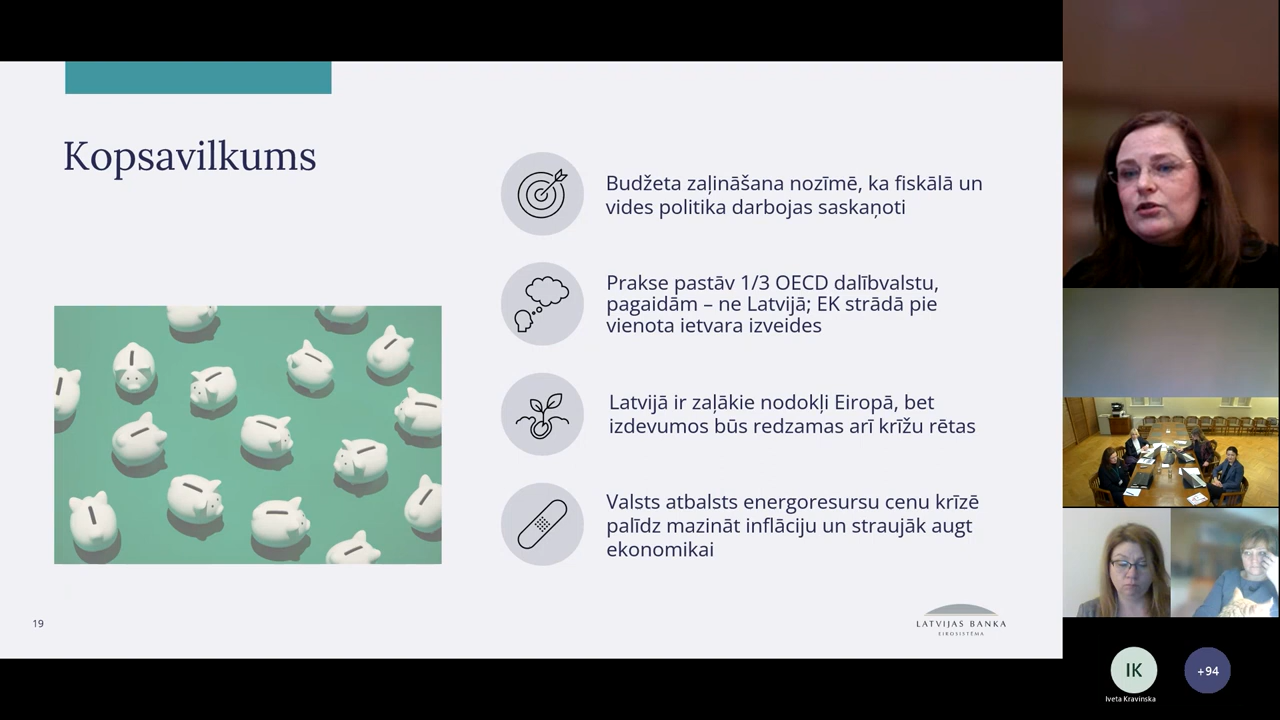 Kopsavilkums
Budžeta zaļināšana nozīmē, ka fiskālā un
vides politika darbojas saskaņoti
Prakse pastāv 1/3 OECD dalībvalstu,
pagaidām – ne Latvijā; EK strādā pie
vienota ietvara izveides
Latvijā ir zaļākie nodokļi Eiropā, bet
izdevumos būs redzamas arī krīžu rētas
Valsts atbalsts energoresursu cenu krīzē
palīdz mazināt inflāciju un straujāk augt
ekonomikai
19
LATVIJAS BANKA
EIROSISTĒMA
IK
+94
Iveta Kravinska